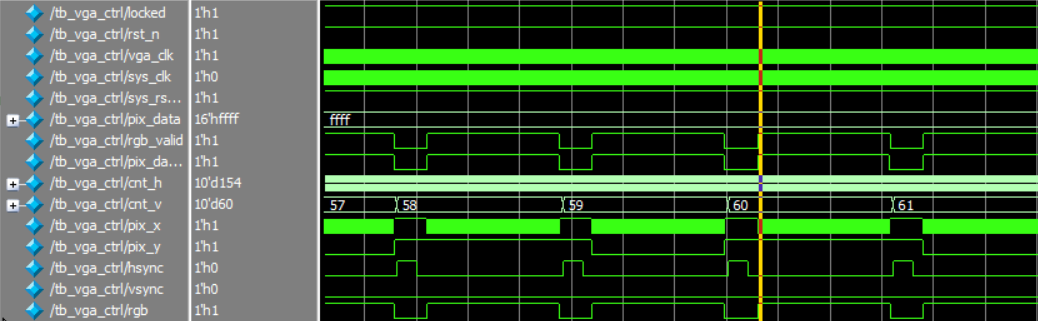 /tb_vga_ctrl/locked 1'h1
/tb_vga_ctrl/rst_n 1'h1
/tb_vga_ctrl/vga_clk 1'h1
/tb_vga_ctrl/sys_clk 1'h0
/tb_vga_ctrl/sys_rs... 1'h1
/tb_vga_ctrl/pix_data 16'hffff ffff
/tb_vga_ctrl/rgb_valid 1'h1
/tb_vga_ctrl/pix_da... 1'h1
/tb_vga_ctrl/cnt_h 10'd154
/tb_vga_ctrl/cnt_v 10'd60 57 58 59 60 61
/tb_vga_ctrl/pix_x 1'h1
/tb_vga_ctrl/pix_y 1'h1
/tb_vga_ctrl/hsync 1'h0
/tb_vga_ctrl/vsync 1'h0
/tb_vga_ctrl/rgb 1'h1